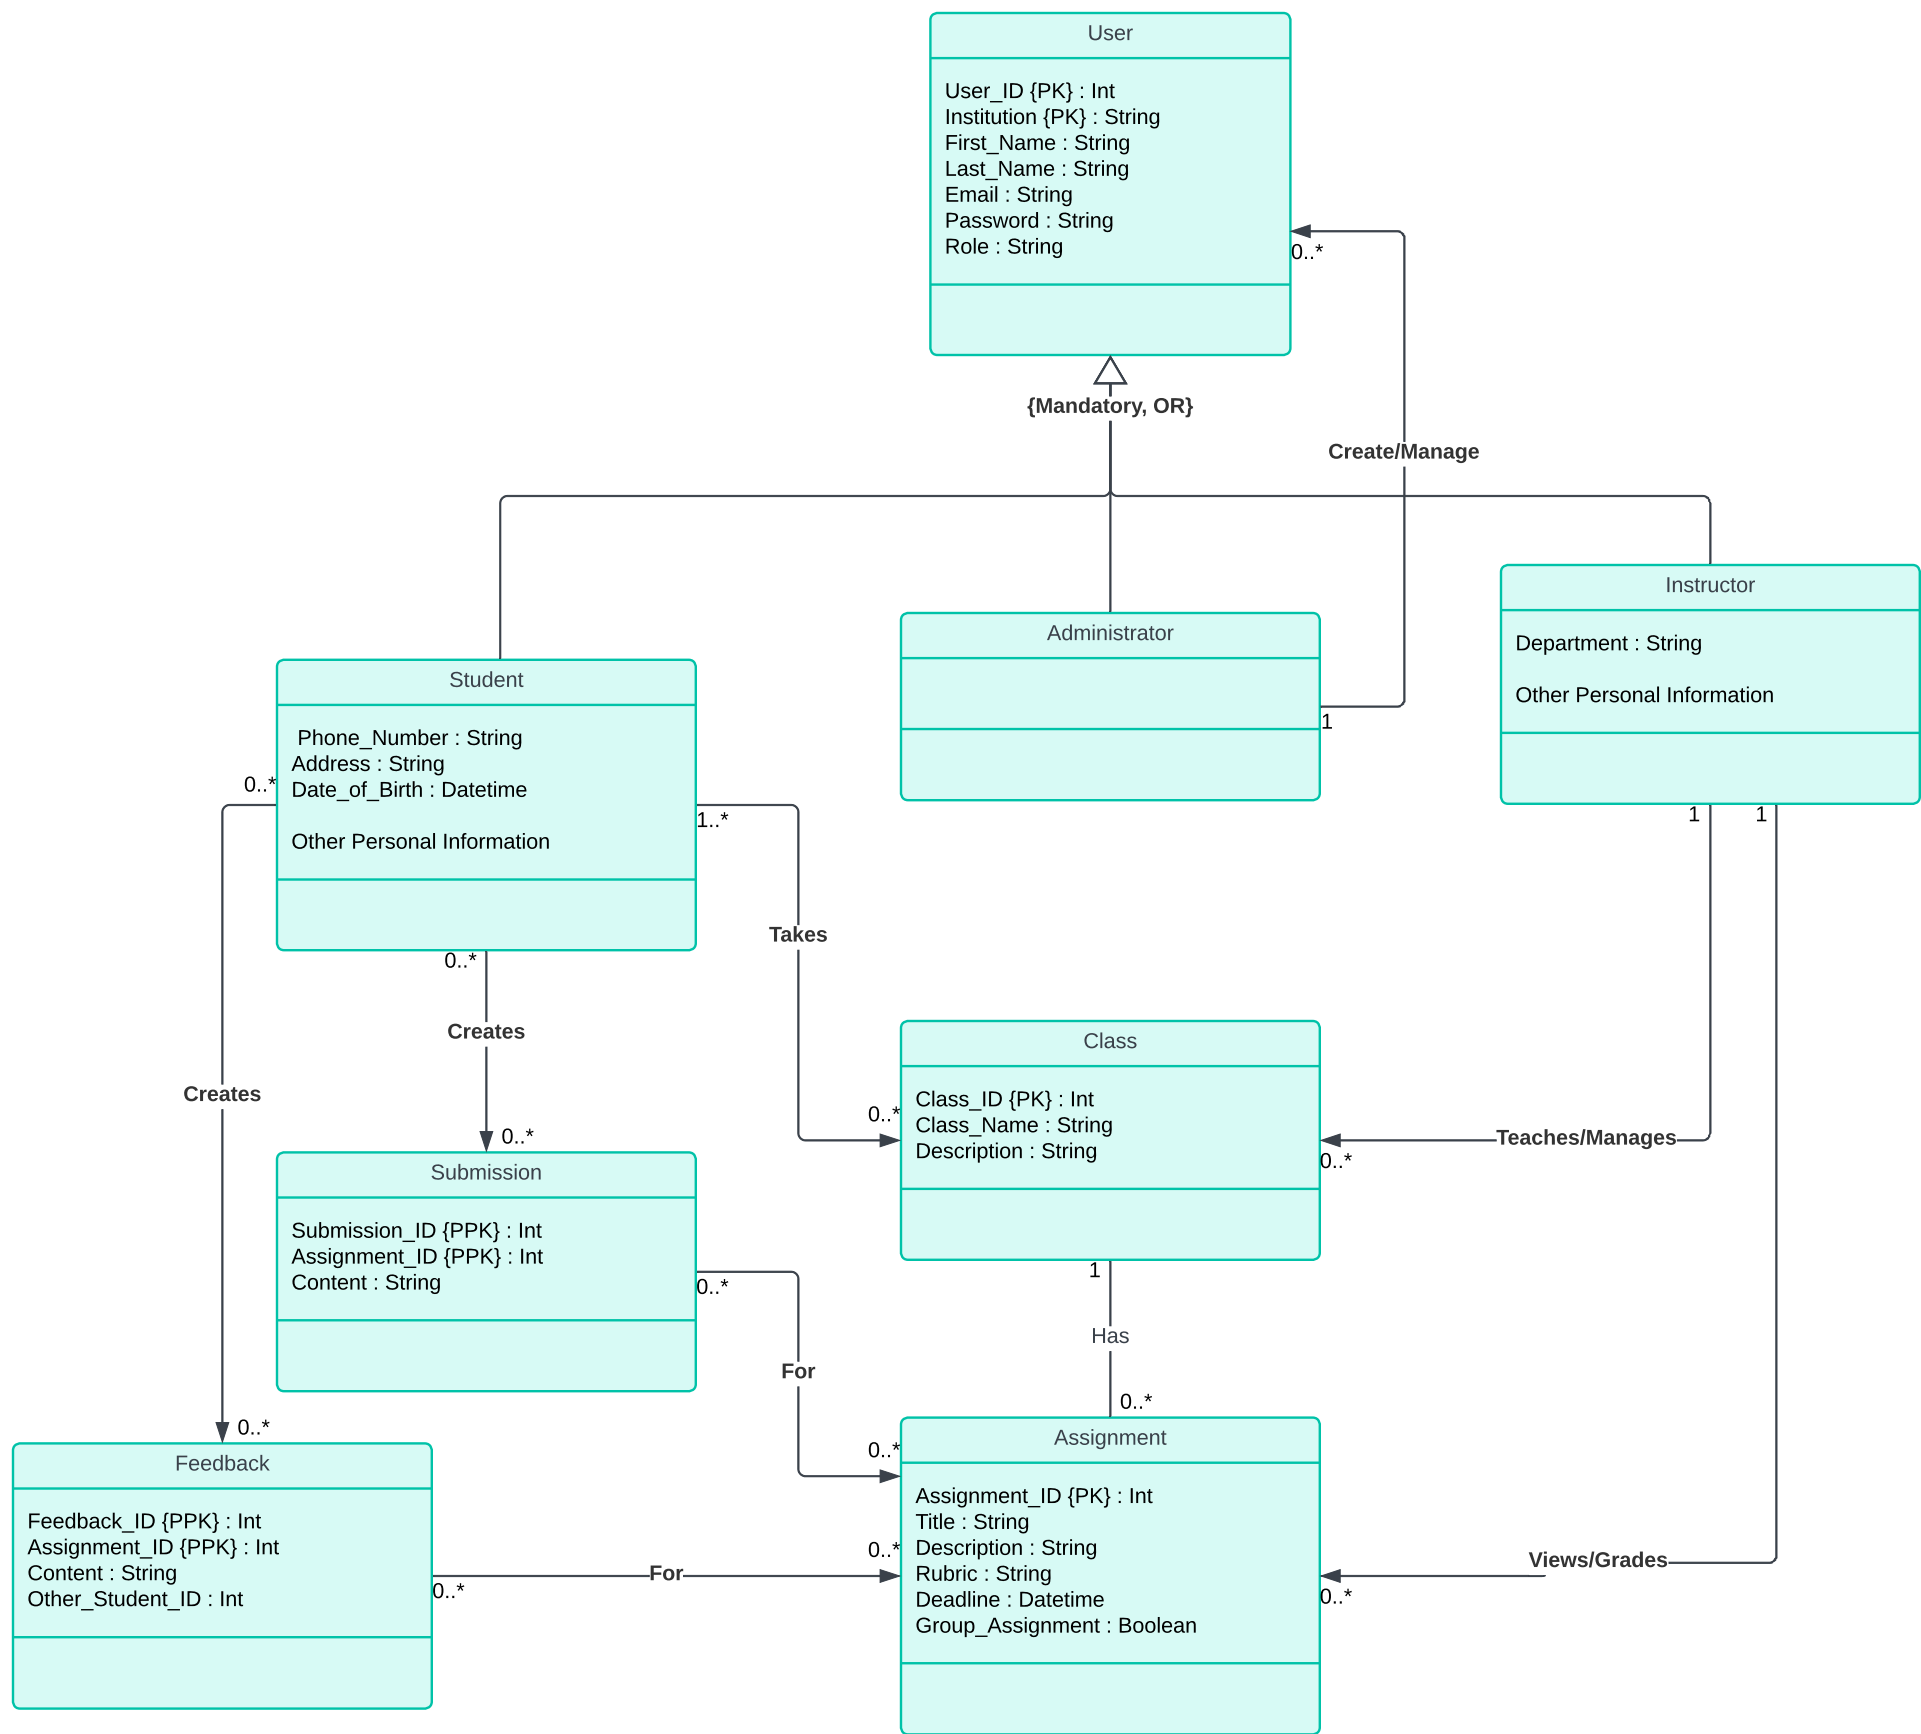 User
User_ID {PK} : Int
Institution {PK} : String
First_Name : String
Last_Name : String
Email : String
Password : String
Role : String
0..*
{Mandatory, OR}
Create/Manage
Instructor
Department : String
Other Personal Information
Administrator
1
Student
Phone_Number : String
Address : String
Date_of_Birth : Datetime
Other Personal Information
0..*
1..*
1
1
0..*
Takes
Creates
Creates
Class
Class_ID {PK} : Int
Class_Name : String
Description : String
0..*
Teaches/Manages
0..*
0..*
Submission
Submission_ID {PPK} : Int
Assignment_ID {PPK} : Int
Content : String
0..*
1
Has
For
0..*
0..*
Feedback
Feedback_ID {PPK} : Int
Assignment_ID {PPK} : Int
Content : String
Other_Student_ID : Int
0..*
For
0..*
0..*
Assignment
Assignment_ID {PK} : Int
Title : String
Description : String
Rubric : String
Deadline : Datetime
Group_Assignment : Boolean
Views/Grades
0..*